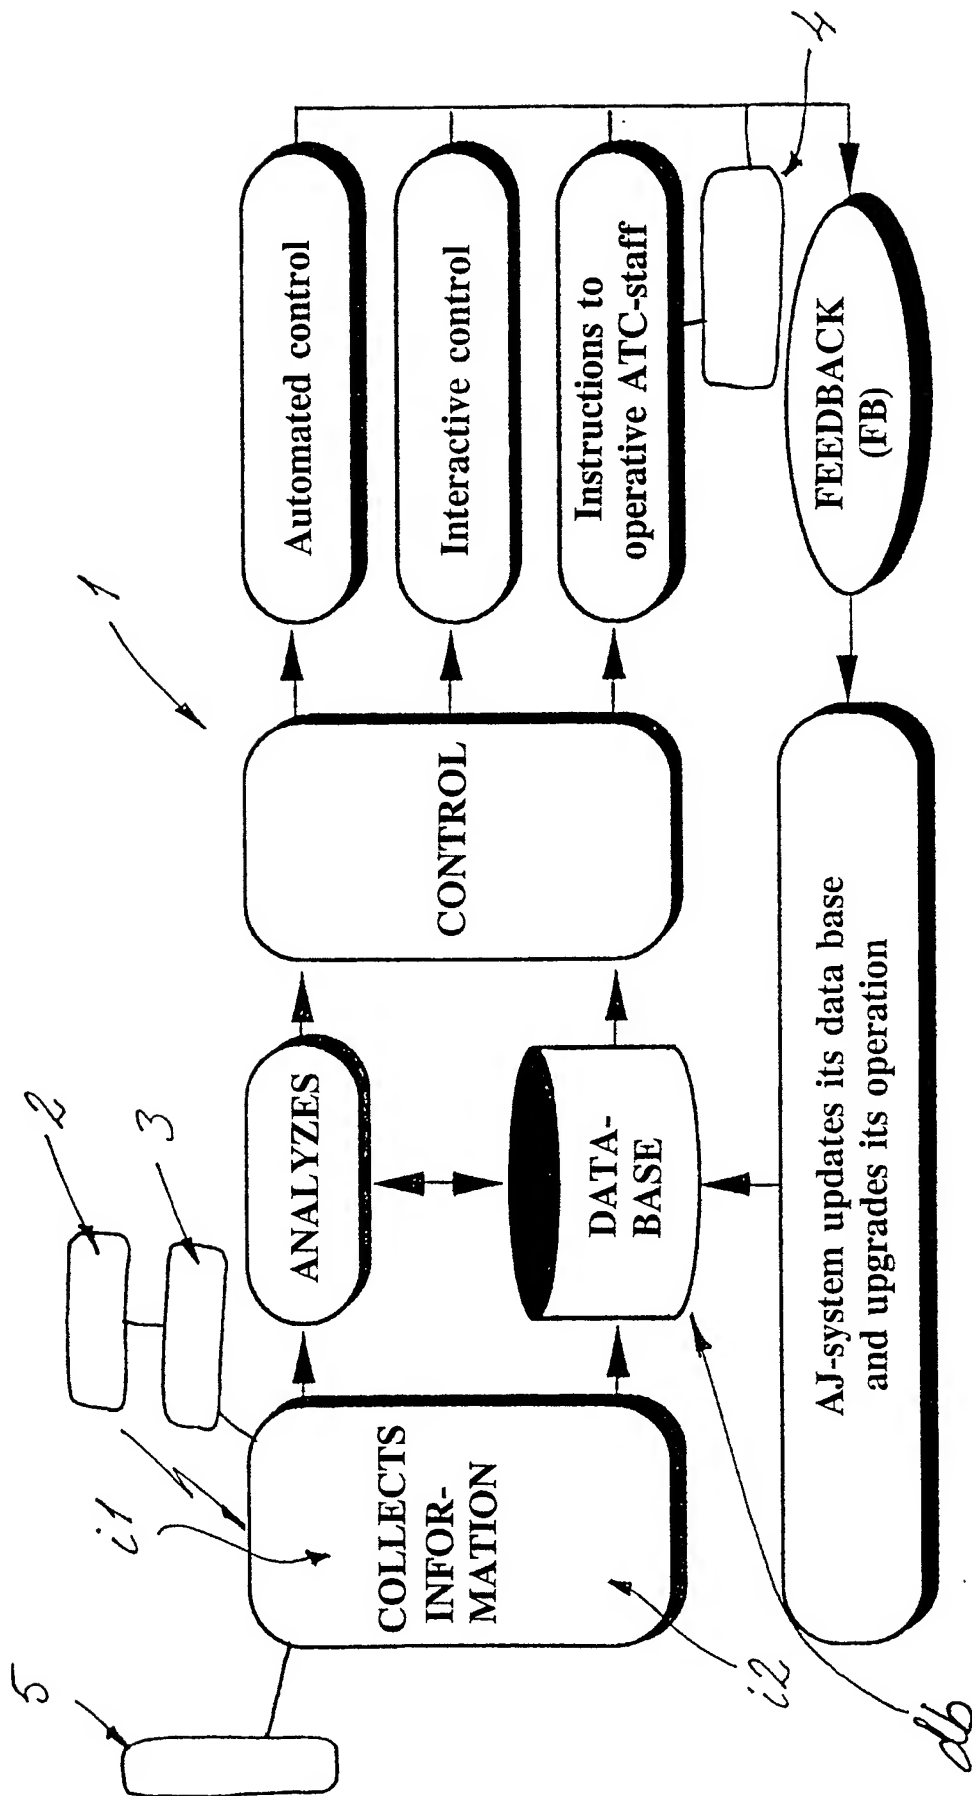 5
i1
2
3
1
4
COLLECTS
INFOR-
MATION
ANALYZES
DATA-
BASE
CONTROL
Automated control
Interactive control
Instructions to
operative ATC-staff
i2
db
AJ-system updates its data base
and upgrades its operation
FEEDBACK
(FB)